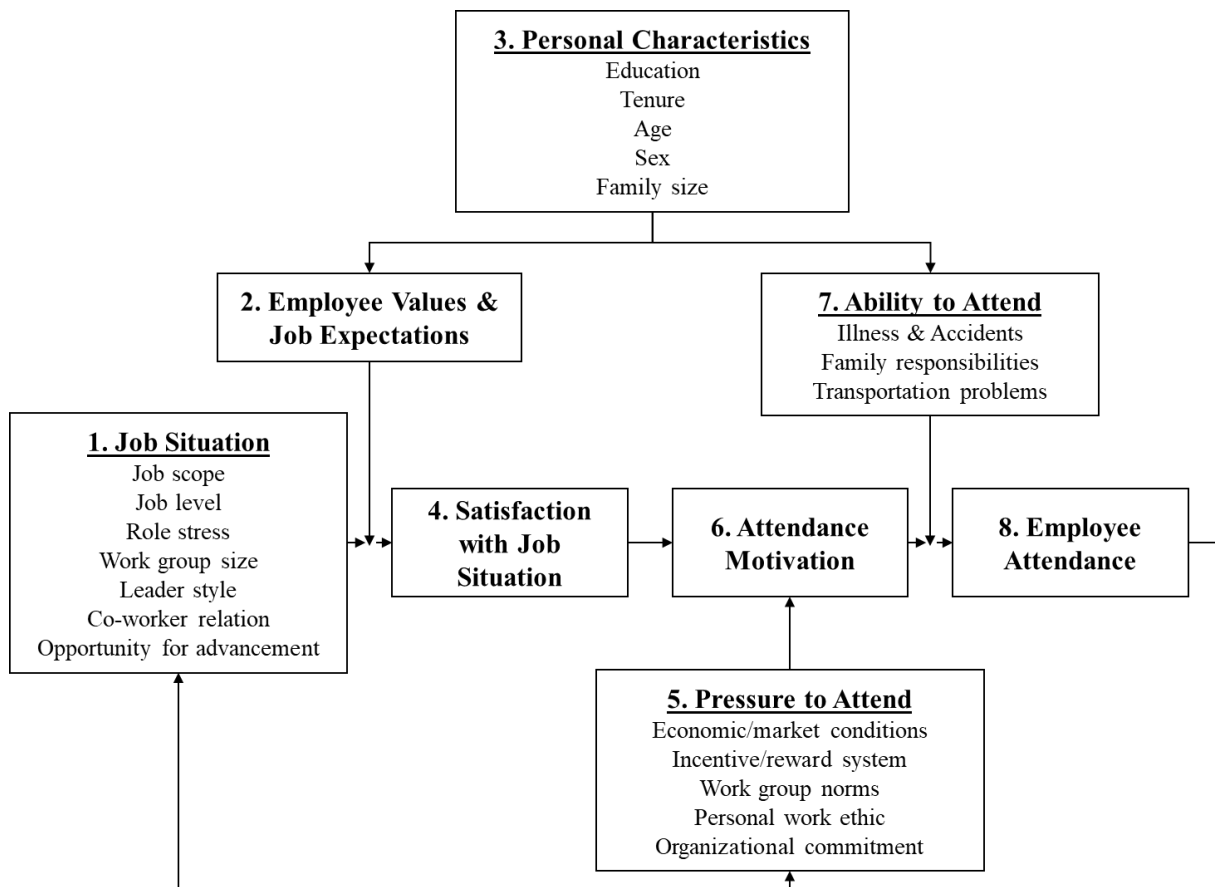 3. Personal Characteristics
Education
Tenure
Age
Sex
Family size
2. Employee Values &
Job Expectations
7. Ability to Attend
Illness & Accidents
Family responsibilities
Transportation problems
1. Job Situation
Job scope
Job level
Role stress
Work group size
Leader style
Co-worker relation
Opportunity for advancement
4. Satisfaction
with Job
Situation
6. Attendance
Motivation
8. Employee
Attendance
5. Pressure to Attend
Economic/market conditions
Incentive/reward system
Work group norms
Personal work ethic
Organizational commitment